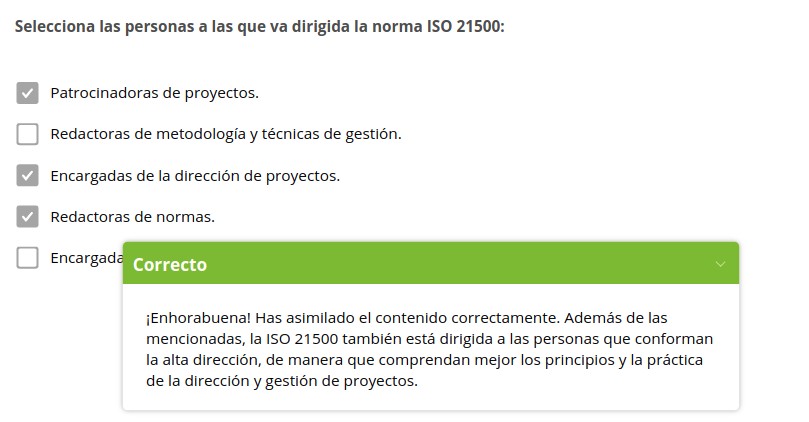 Selecciona las personas a las que va dirigida la norma ISO 21500:
Patrocinadoras de proyectos.
Redactoras de metodología y técnicas de gestión.
Encargadas de la dirección de proyectos.
Redactoras de normas.
Correcto
¡Enhorabuena! Has asimilado el contenido correctamente. Además de las
mencionadas, la ISO 21500 también está dirigida a las personas que conforman
la alta dirección, de manera que comprendan mejor los principios y la práctica
de la dirección y gestión de proyectos.